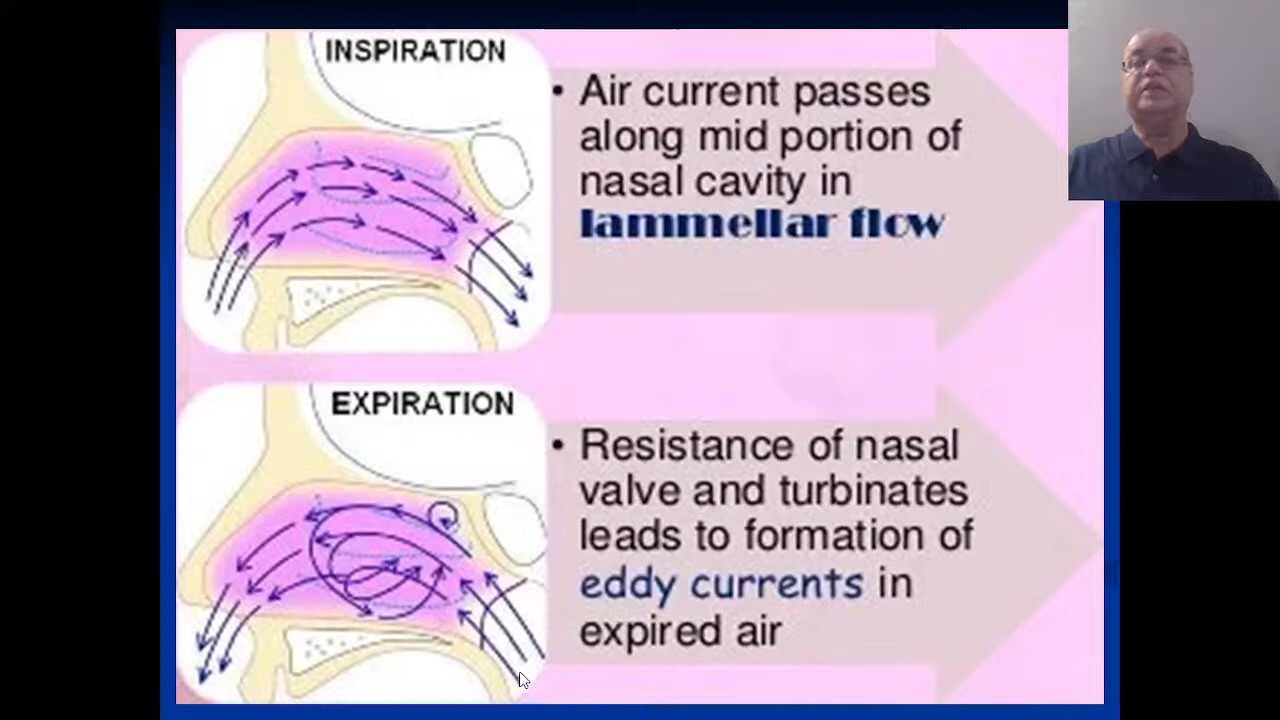 INSPIRATION
• Air current passes
along mid portion of
nasal cavity in
lammellar flow
EXPIRATION
• Resistance of nasal
valve and turbinates
leads to formation of
eddy currents in
expired air